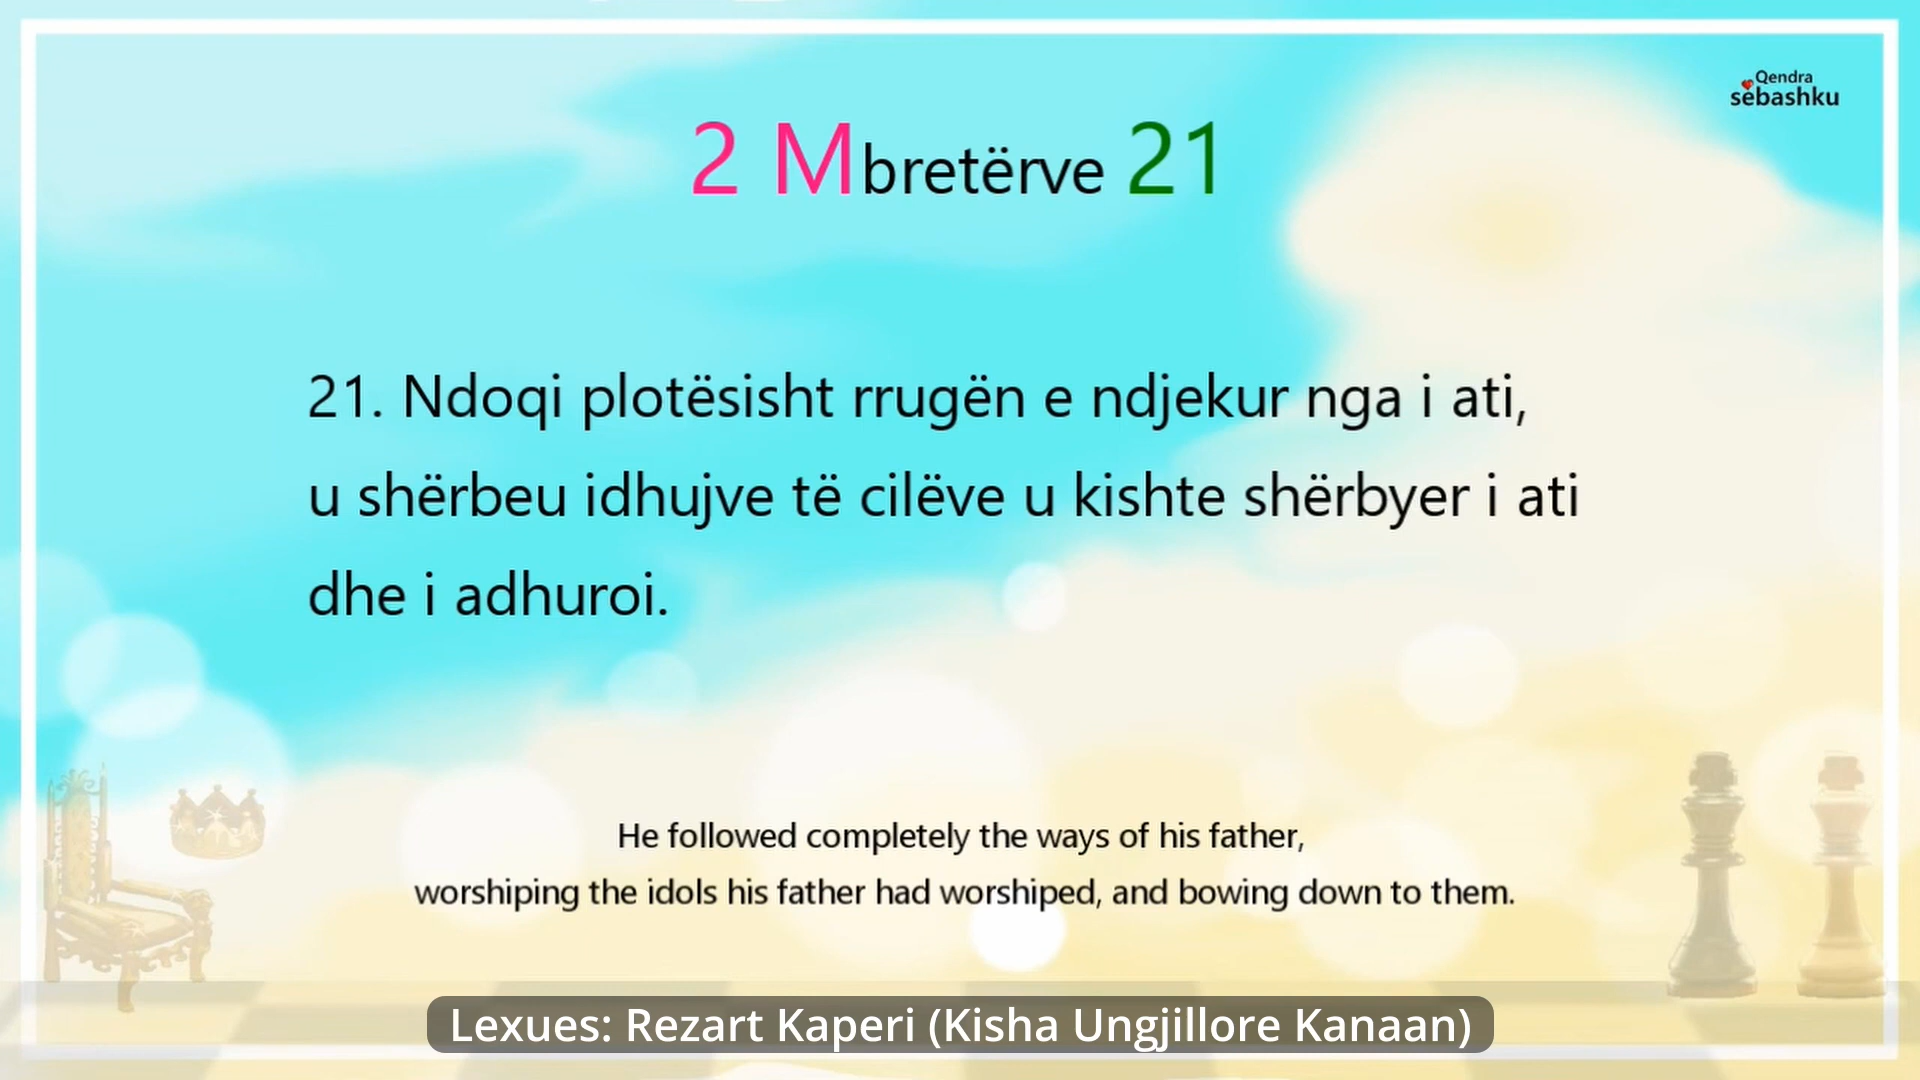 Qendra
sëbashku
2 Mbretërve 21
21. Ndoqi plotësisht rrugën e ndjekur nga i ati,
u shërbeu idhujve të cilëve u kishte shërbyer i ati
dhe i adhuroi.
He followed completely the ways of his father,
worshiping the idols his father had worshiped, and bowing down to them.
Lexues: Rezart Kaperi (Kisha Ungjillore Kanaan)